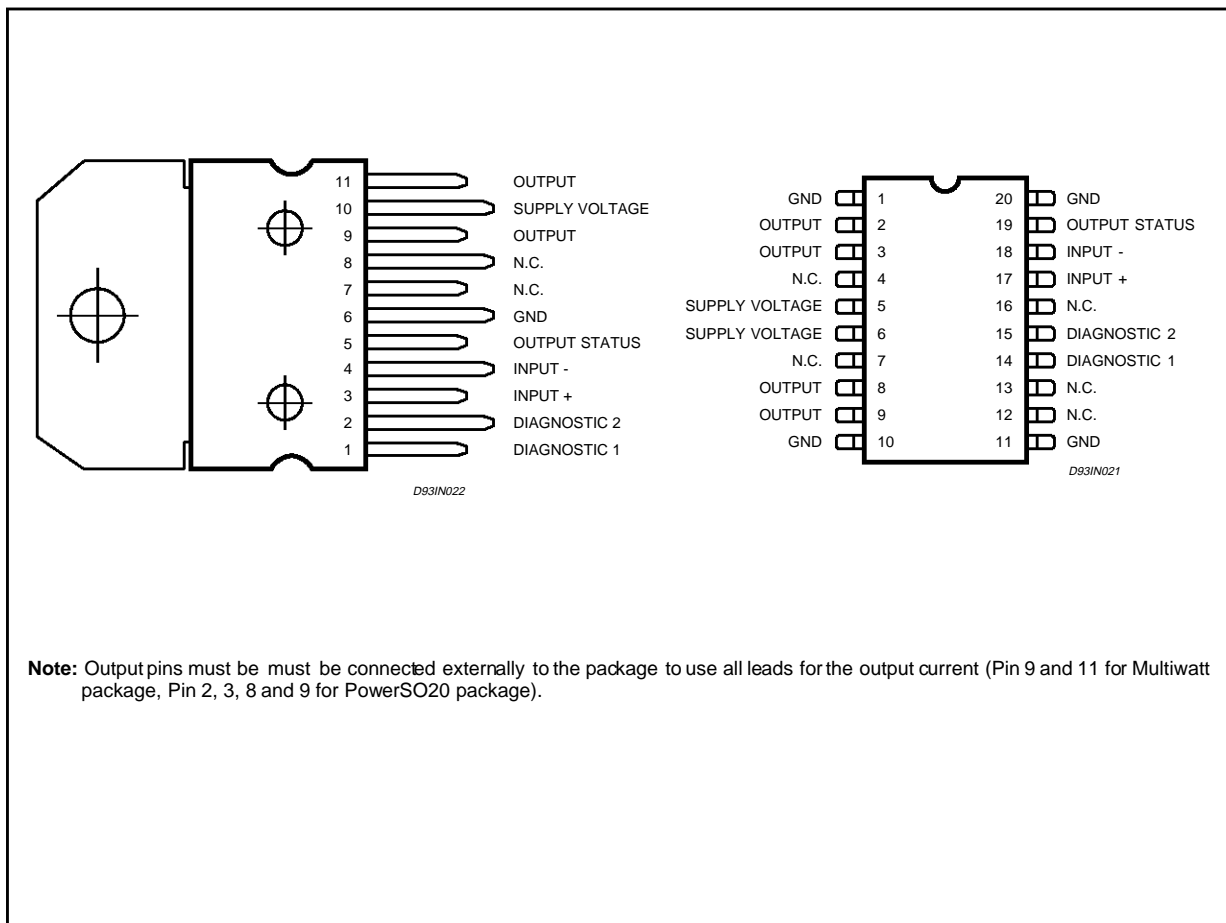 11 OUTPUT
10 SUPPLY VOLTAGE
9 OUTPUT
8 N.C.
7 N.C.
6 GND
5 OUTPUT STATUS
4 INPUT -
3 INPUT +
2 DIAGNOSTIC 2
1 DIAGNOSTIC 1
D93IN022
GND 1 20 GND
OUTPUT 2 19 OUTPUT STATUS
OUTPUT 3 18 INPUT -
N.C. 4 17 INPUT +
SUPPLY VOLTAGE 5 16 N.C.
SUPPLY VOLTAGE 6 15 DIAGNOSTIC 2
N.C. 7 14 DIAGNOSTIC 1
OUTPUT 8 13 N.C.
OUTPUT 9 12 N.C.
GND 10 11 GND
D93IN021
Note: Output pins must be must be connected externally to the package to use all leads for the output current (Pin 9 and 11 for Multiwatt
package, Pin 2, 3, 8 and 9 for PowerSO20 package).